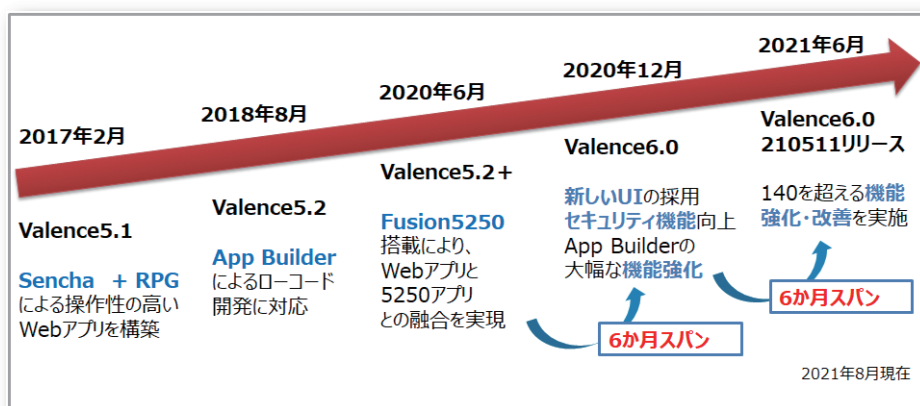 2017年2月
2018年8月
2020年6月
2020年12月
2021年6月
Valence5.1
Sencha + RPG
による操作性の高い
Webアプリを構築
Valence5.2
App Builder
によるローコード
開発に対応
Valence5.2+
Fusion5250
搭載により、
Webアプリと
5250アプリ
との融合を実現
Valence6.0
新しいUIの採用
セキュリティ機能向上
App Builderの
大幅な機能強化
Valence6.0
210511リリース
140を超える機能
強化・改善を実施
6か月スパン
6か月スパン
2021年8月現在